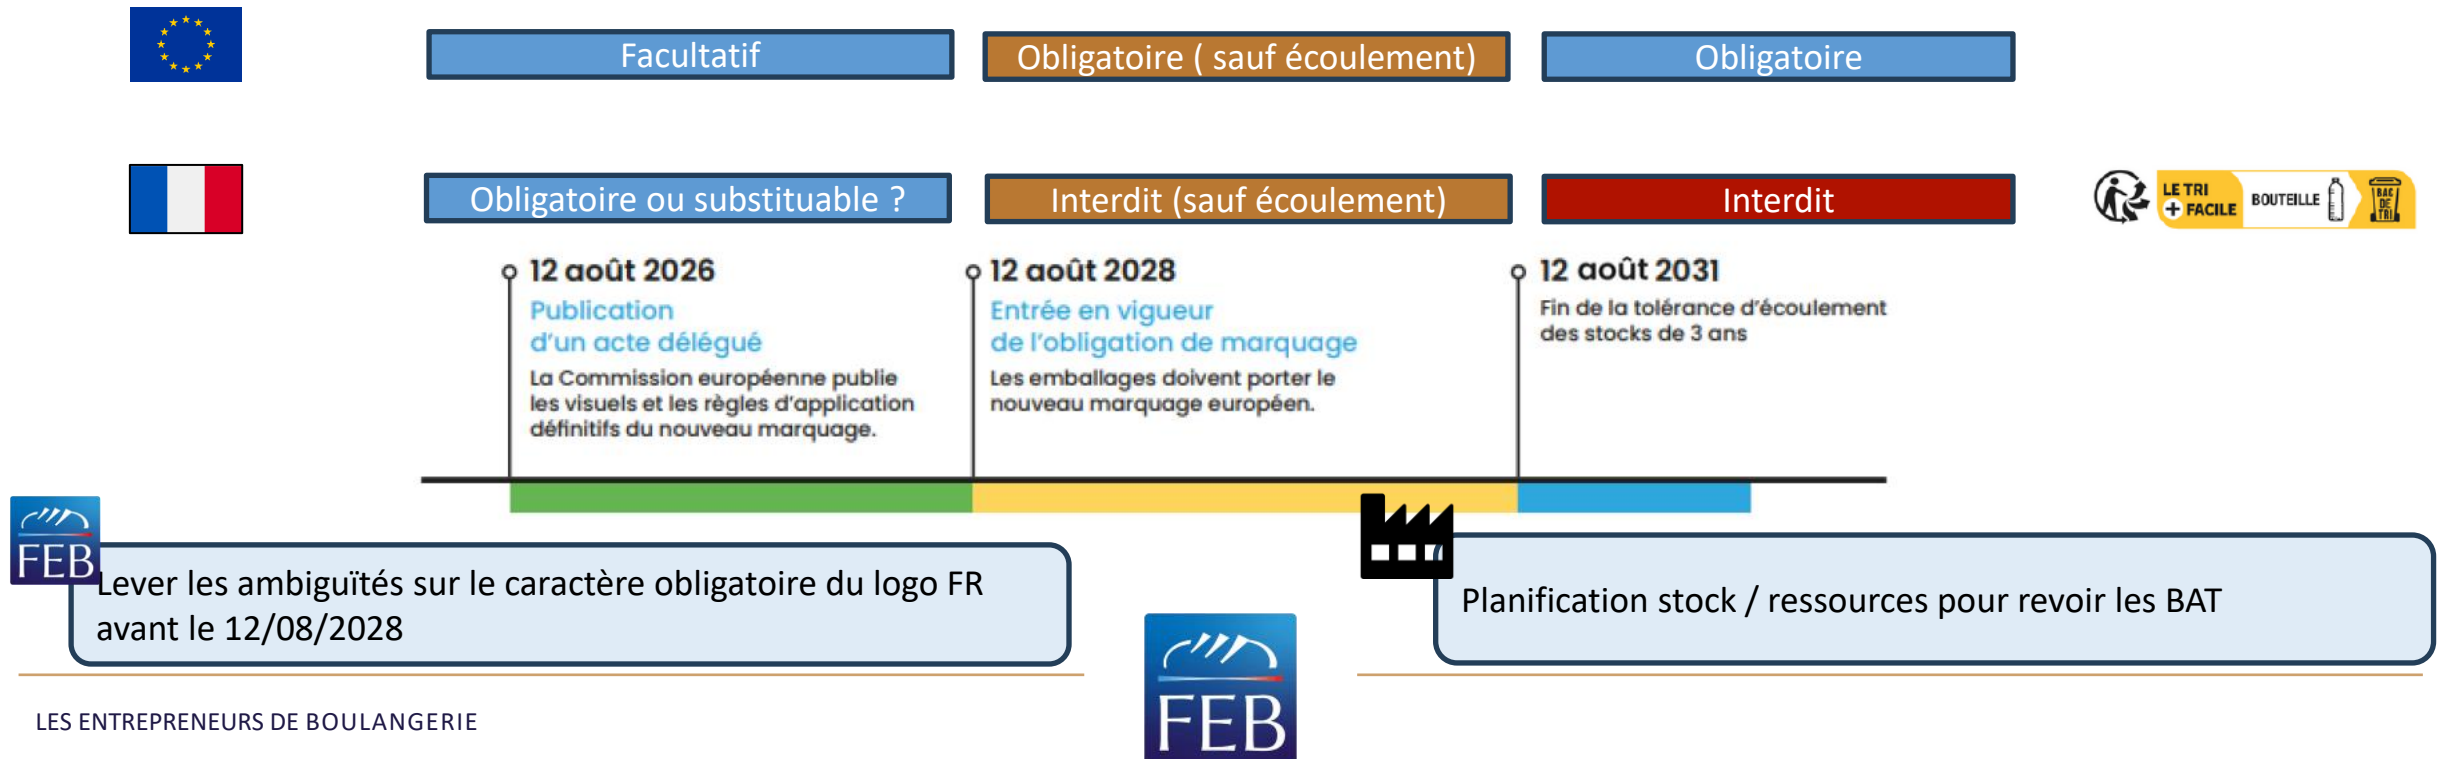 Facultatif
Obligatoire ( sauf écoulement)
Obligatoire
Obligatoire ou substituable ?
Interdit (sauf écoulement)
Interdit
LE TRI
+ FACILE
BOUTEILLE
BAC
DE
TRI
12 août 2026
Publication
d'un acte délégué
La Commission européenne publie
les visuels et les règles d'application
définitifs du nouveau marquage.
12 août 2028
Entrée en vigueur
de l'obligation de marquage
Les emballages doivent porter le
nouveau marquage européen.
12 août 2031
Fin de la tolérance d'écoulement
des stocks de 3 ans
FEB
Lever les ambiguïtés sur le caractère obligatoire du logo FR
avant le 12/08/2028
Planification stock / ressources pour revoir les BAT
FEB
LES ENTREPRENEURS DE BOULANGERIE